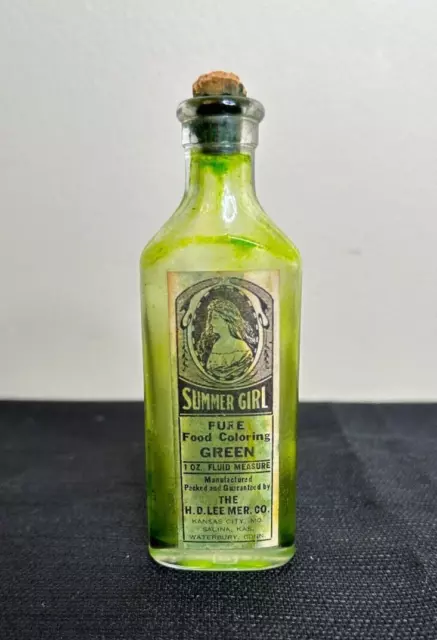 SUMMER GIRL
PURE
Food Coloring
GREEN
1 OZ. FLUID MEASURE
Manufactured
Packed and Guaranteed by
THE
H.D. LEE MER. CO.
KANSAS CITY, MO.
SALINA, KAS.
WATERBURY, CONN.